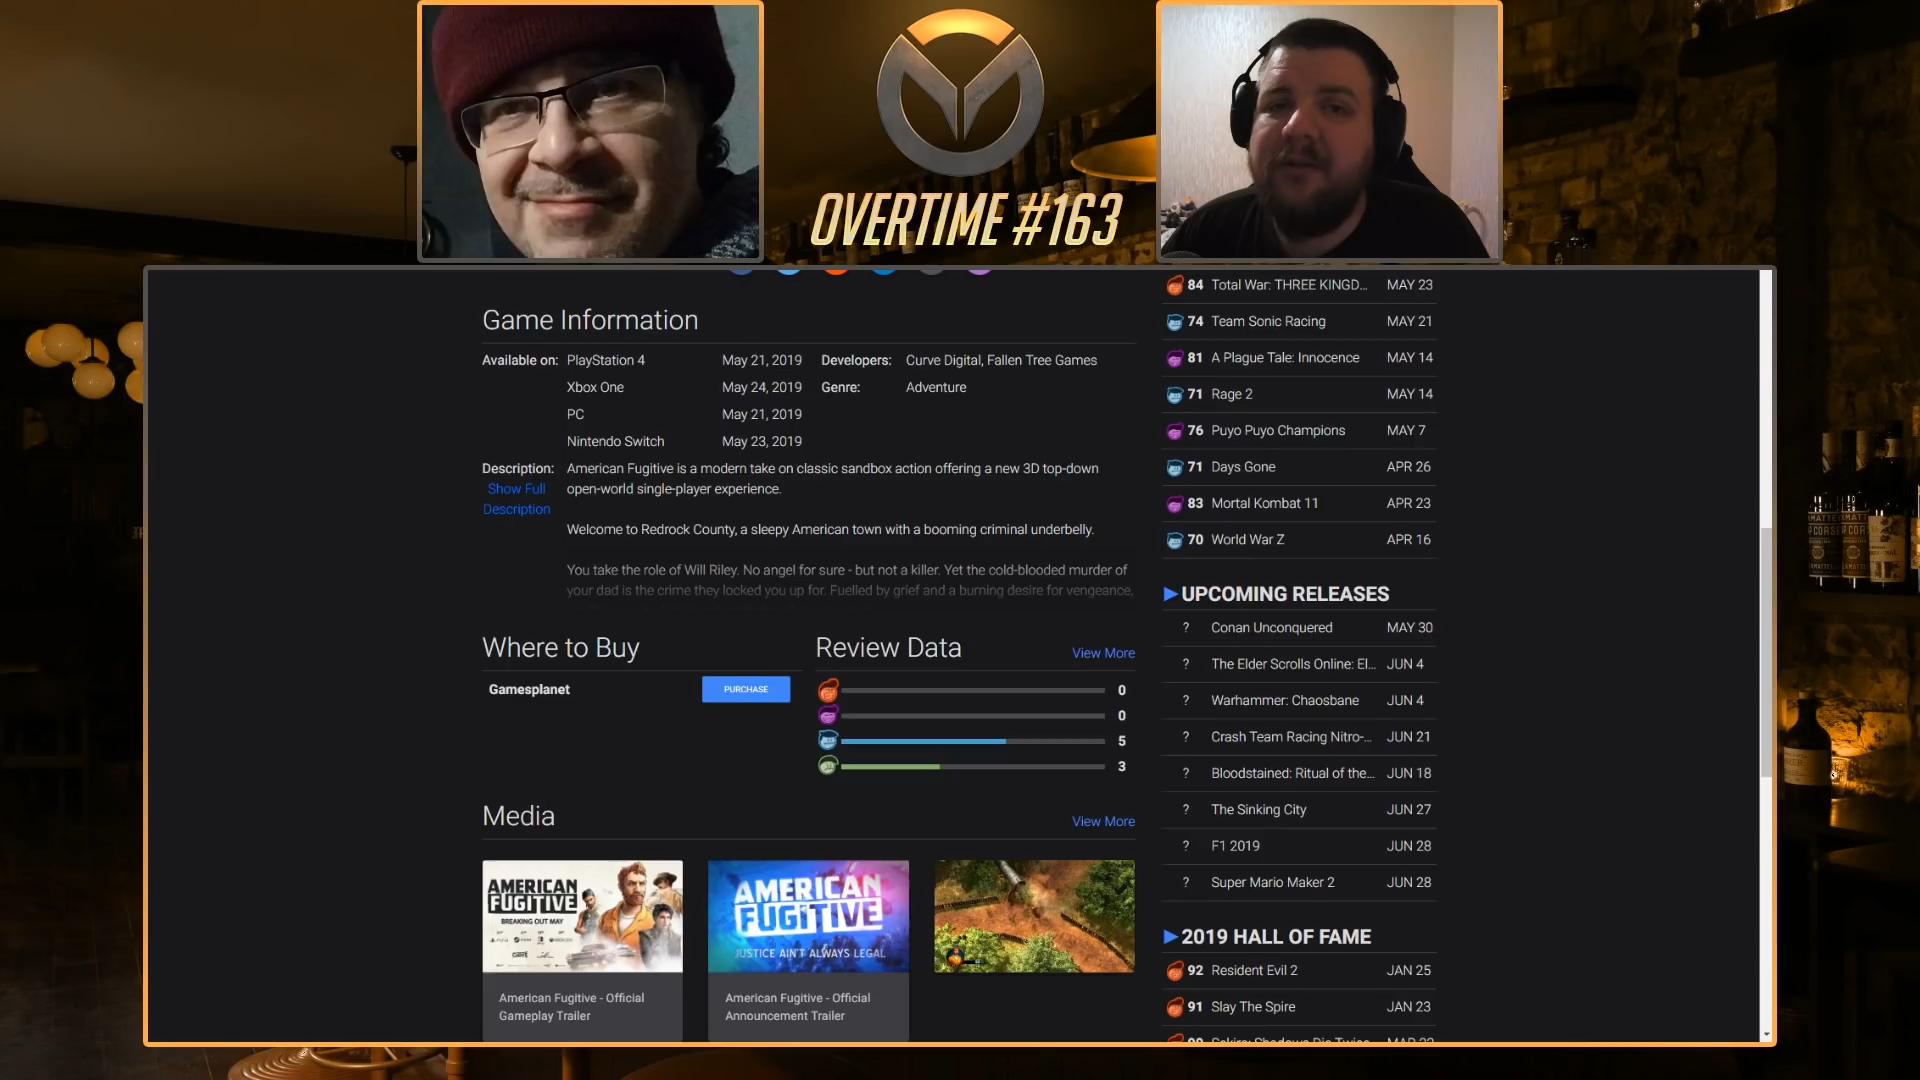 OVERTIME #163
Game Information
Available on: PlayStation 4 May 21, 2019 Developers: Curve Digital, Fallen Tree Games
Xbox One May 24, 2019 Genre: Adventure
PC May 21, 2019
Nintendo Switch May 23, 2019
Description: American Fugitive is a modern take on classic sandbox action offering a new 3D top-down
Show Full open-world single-player experience.
Description
Welcome to Redrock County, a sleepy American town with a booming criminal underbelly.
You take the role of Will Riley. No angel for sure - but not a killer. Yet the cold-blooded murder of
your dad is the crime they locked you up for. Fuelled by grief and a burning desire for vengeance,
Where to Buy
Gamesplanet PURCHASE
Review Data View More
0
0
5
3
Media View More
AMERICAN
FUGITIVE
BREAKING OUT MAY
American Fugitive - Official
Gameplay Trailer
AMERICAN
FUGITIVE
JUSTICE AIN'T ALWAYS LEGAL
American Fugitive - Official
Announcement Trailer
84 Total War: THREE KINGD... MAY 23
74 Team Sonic Racing MAY 21
81 A Plague Tale: Innocence MAY 14
71 Rage 2 MAY 14
76 Puyo Puyo Champions MAY 7
71 Days Gone APR 26
83 Mortal Kombat 11 APR 23
70 World War Z APR 16
UPCOMING RELEASES
? Conan Unconquered MAY 30
? The Elder Scrolls Online: El... JUN 4
? Warhammer: Chaosbane JUN 4
? Crash Team Racing Nitro-... JUN 21
? Bloodstained: Ritual of the... JUN 18
? The Sinking City JUN 27
? F1 2019 JUN 28
? Super Mario Maker 2 JUN 28
2019 HALL OF FAME
92 Resident Evil 2 JAN 25
91 Slay The Spire JAN 23